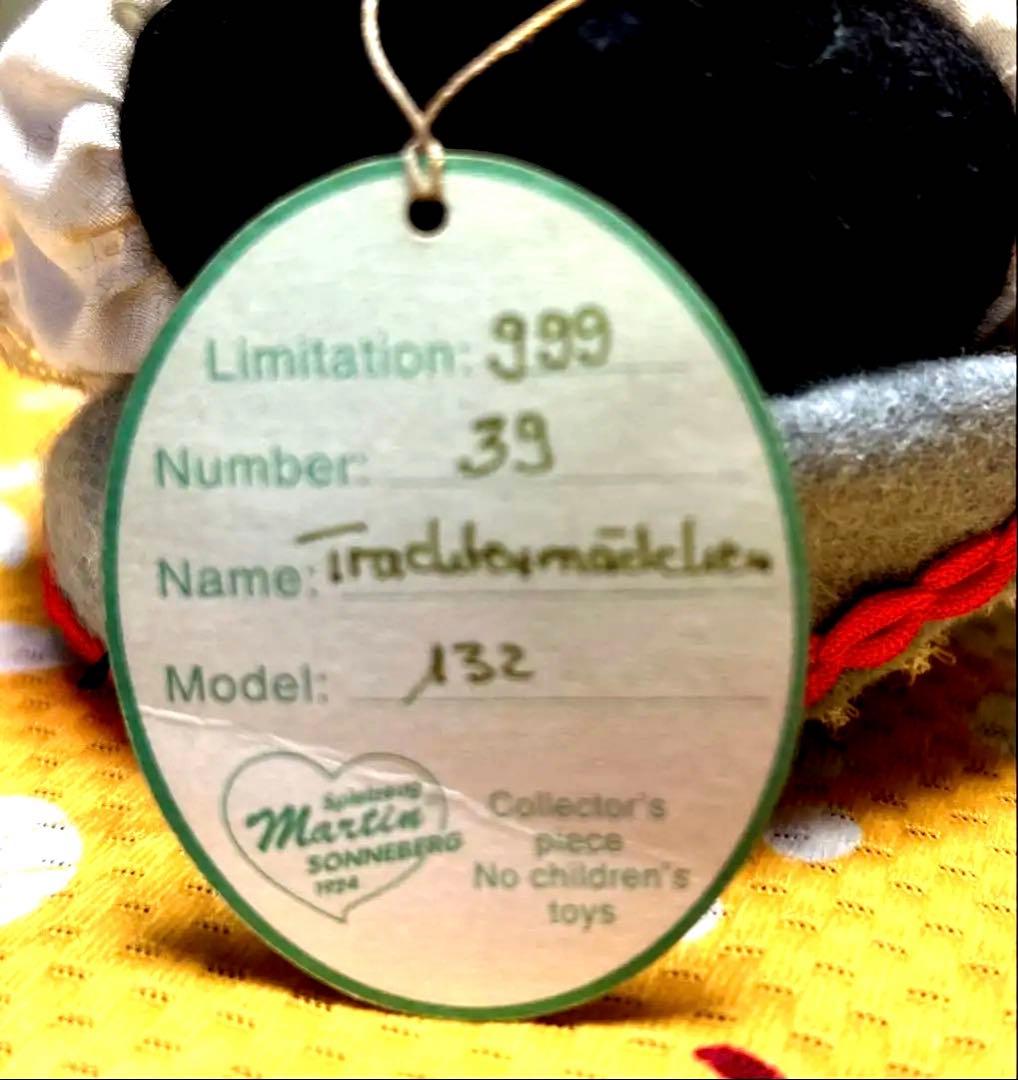 Limitation: 999
Number: 39
Name: Trachtenmädchen
Model: 132
Spielzeug
Martin
SONNEBERG
1924
Collector's
piece
No children's
toys